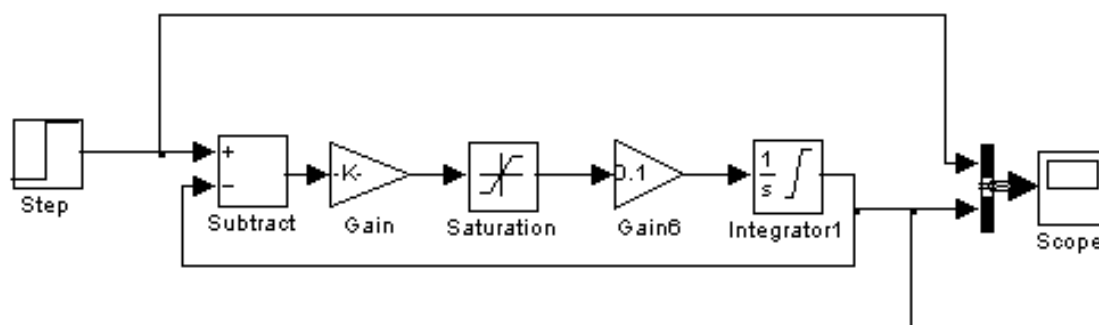 Step
+
−
Subtract
-K-
Gain
Saturation
0.1
Gain6
1
s
Integrator1
Scope